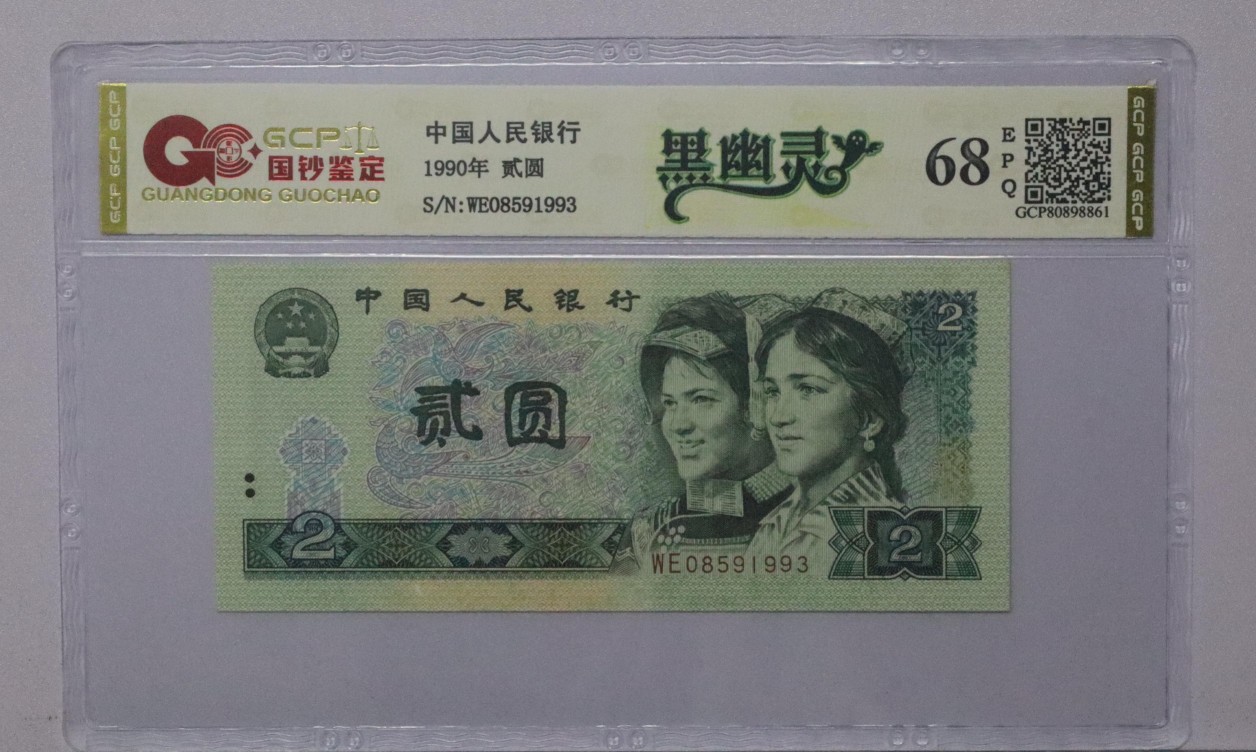 GCP GCP GCP
GCP
国钞鉴定
GUANGDONG GUOCHAO
中国人民银行
1990年 贰圆
S/N:WE08591993
黑幽灵
68
EPQ
GCP80898861
GCP GCP GCP
中国人民银行
2
贰圆
2
WE08591993
2